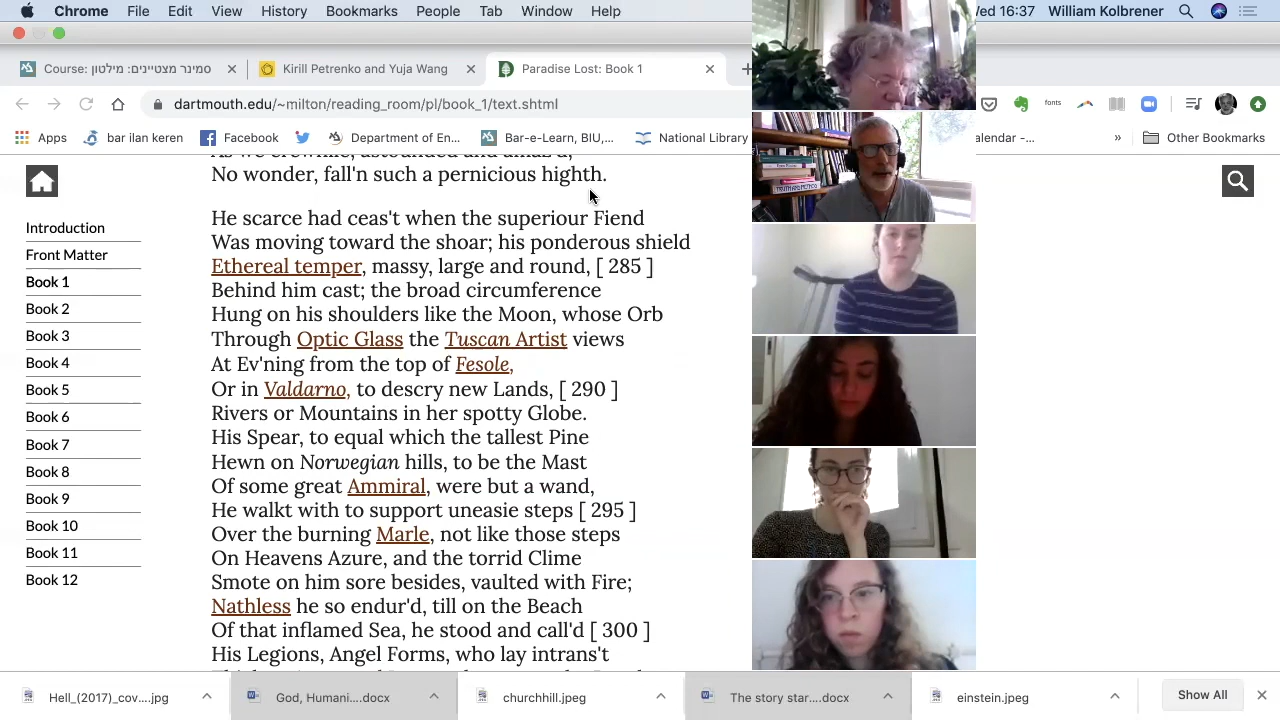 Chrome File Edit View History Bookmarks People Tab Window Help Wed 16:37 William Kolbrener
Course: סמינר מצטיינים: מילטון Kirill Petrenko and Yuja Wang Paradise Lost: Book 1
dartmouth.edu/~milton/reading_room/pl/book_1/text.shtml fonts
Apps bar ilan keren Facebook Department of En... Bar-e-Learn, BIU,... National Library alendar -... » Other Bookmarks
No wonder, fall'n such a pernicious highth.
He scarce had ceas't when the superiour Fiend
Was moving toward the shoar; his ponderous shield
Ethereal temper, massy, large and round, [ 285 ]
Behind him cast; the broad circumference
Hung on his shoulders like the Moon, whose Orb
Through Optic Glass the Tuscan Artist views
At Ev'ning from the top of Fesole,
Or in Valdarno, to descry new Lands, [ 290 ]
Rivers or Mountains in her spotty Globe.
His Spear, to equal which the tallest Pine
Hewn on Norwegian hills, to be the Mast
Of some great Ammiral, were but a wand,
He walkt with to support uneasie steps [ 295 ]
Over the burning Marle, not like those steps
On Heavens Azure, and the torrid Clime
Smote on him sore besides, vaulted with Fire;
Nathless he so endur'd, till on the Beach
Of that inflamed Sea, he stood and call'd [ 300 ]
His Legions, Angel Forms, who lay intrans't
Introduction
Front Matter
Book 1
Book 2
Book 3
Book 4
Book 5
Book 6
Book 7
Book 8
Book 9
Book 10
Book 11
Book 12
TRUTH AND METHOD
Hell_(2017)_cov....jpg God, Humani....docx churchhill.jpeg The story star....docx einstein.jpeg Show All